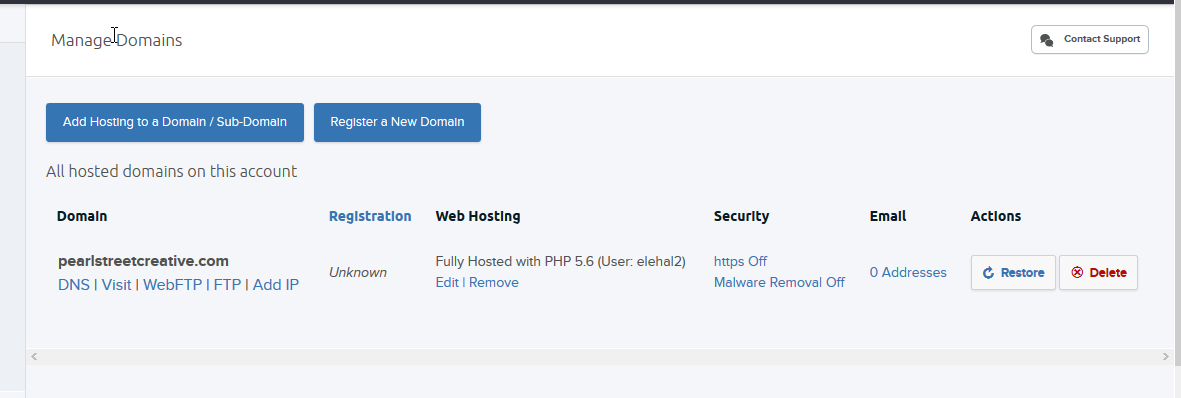 Manage Domains
Contact Support
Add Hosting to a Domain / Sub-Domain
Register a New Domain
All hosted domains on this account
Domain Registration Web Hosting Security Email Actions
pearlstreetcreative.com
DNS | Visit | WebFTP | FTP | Add IP
Unknown
Fully Hosted with PHP 5.6 (User: elehal2)
Edit | Remove
https Off
Malware Removal Off
0 Addresses
Restore
Delete